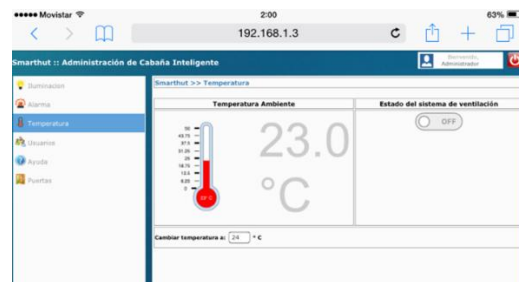 Movistar 2:00 63%
192.168.1.3
Smarthut :: Administración de Cabaña Inteligente
Bienvenido,
Administrador
Iluminacion
Alarma
Temperatura
Usuarios
Ayuda
Puertas
Smarthut >> Temperatura
Temperatura Ambiente
Estado del sistema de ventilación
50
43.75
37.5
31.25
25
18.75
12.5
6.25
0
23.0
°C
OFF
Cambiar temperatura a: 24 ° C